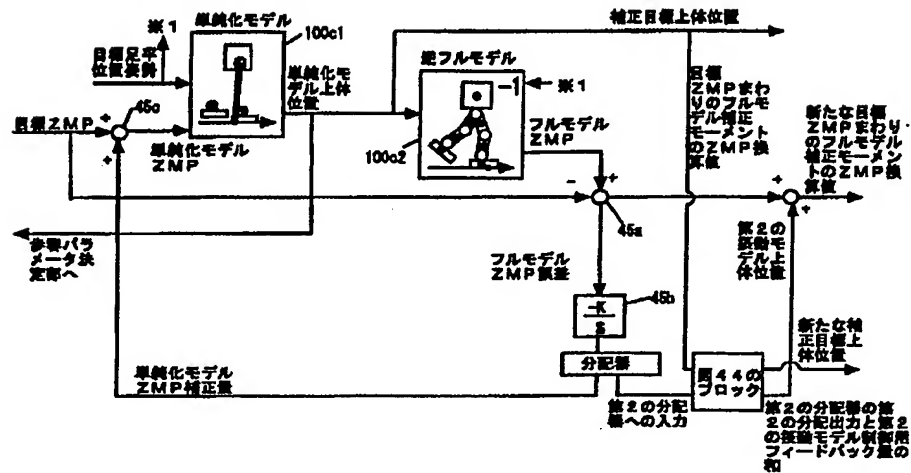 ※1
単純化モデル
100c1
目標足平
位置姿勢
45c
目標ZMP
単純化モデル
ZMP
単純化モ
デル上体
位置
逆フルモデル
-1
※1
100c2
フルモデル
ZMP
補正目標上体位置
目標
ZMPまわ
りのフルモ
デル補正
モーメント
のZMP換
算値
新たな目標
ZMPまわり
のフルモデル
補正モーメン
トのZMP換
算値
45a
歩容パラ
メータ決
定部へ
フルモデル
ZMP誤差
45b
-K
S
分配器
第2の
振動モ
デル上
体位置
新たな補
正目標上
体位置
図44の
ブロック
単純化モデル
ZMP補正量
第2の分配
器への入力
第2の分配器の第
2の分配出力と第2
の振動モデル制御用
フィードバック量の
和